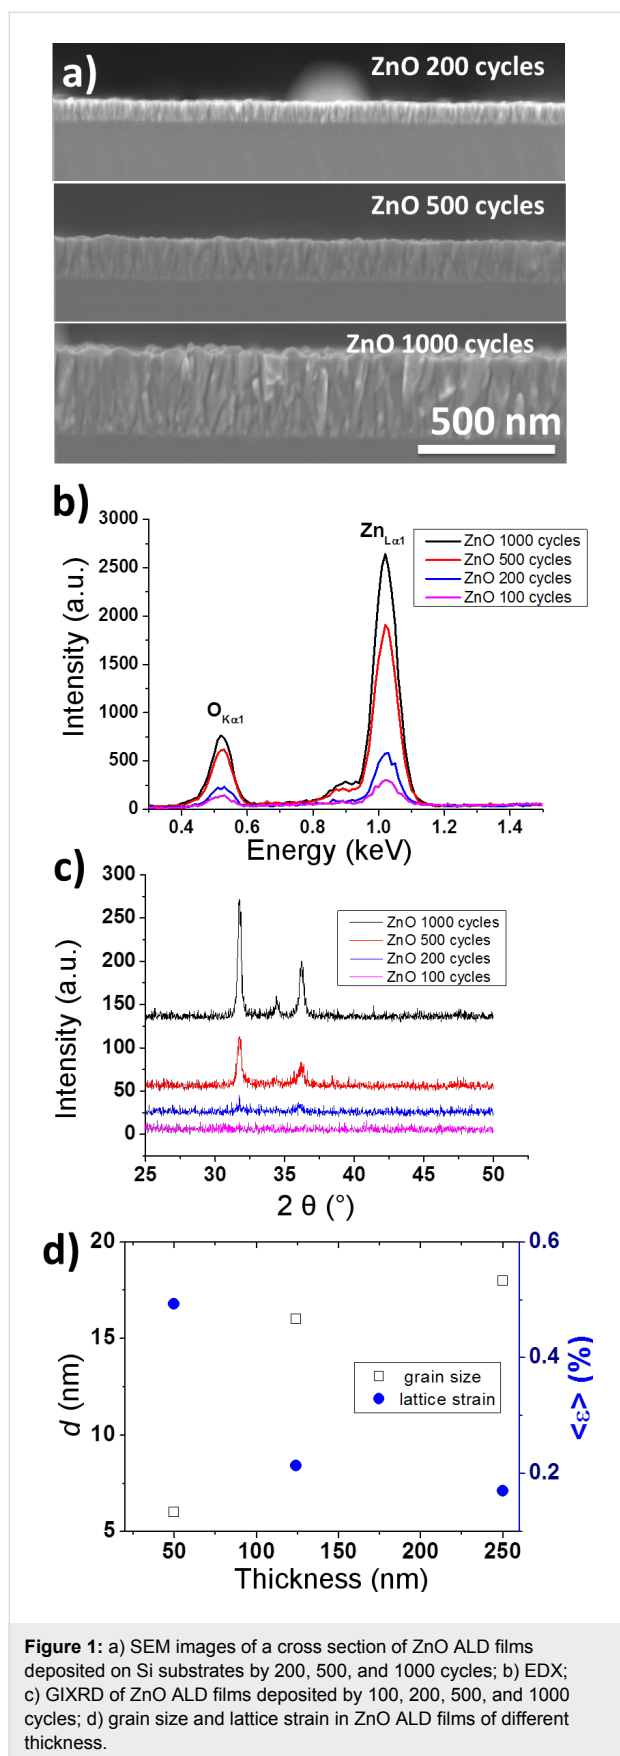 a)
ZnO 200 cycles
ZnO 500 cycles
ZnO 1000 cycles
500 nm
b)
3000
2500
2000
1500
1000
500
0
Intensity (a.u.)
O Kα1
Zn Lα1
ZnO 1000 cycles
ZnO 500 cycles
ZnO 200 cycles
ZnO 100 cycles
0.4 0.6 0.8 1.0 1.2 1.4
Energy (keV)
c)
300
250
200
150
100
50
0
Intensity (a.u.)
ZnO 1000 cycles
ZnO 500 cycles
ZnO 200 cycles
ZnO 100 cycles
25 30 35 40 45 50
2 θ (°)
d)
20
15
10
5
d (nm)
grain size
lattice strain
0.6
0.4
0.2
<ε> (%)
50 100 150 200 250
Thickness (nm)
Figure 1: a) SEM images of a cross section of ZnO ALD films
deposited on Si substrates by 200, 500, and 1000 cycles; b) EDX;
c) GIXRD of ZnO ALD films deposited by 100, 200, 500, and 1000
cycles; d) grain size and lattice strain in ZnO ALD films of different
thickness.